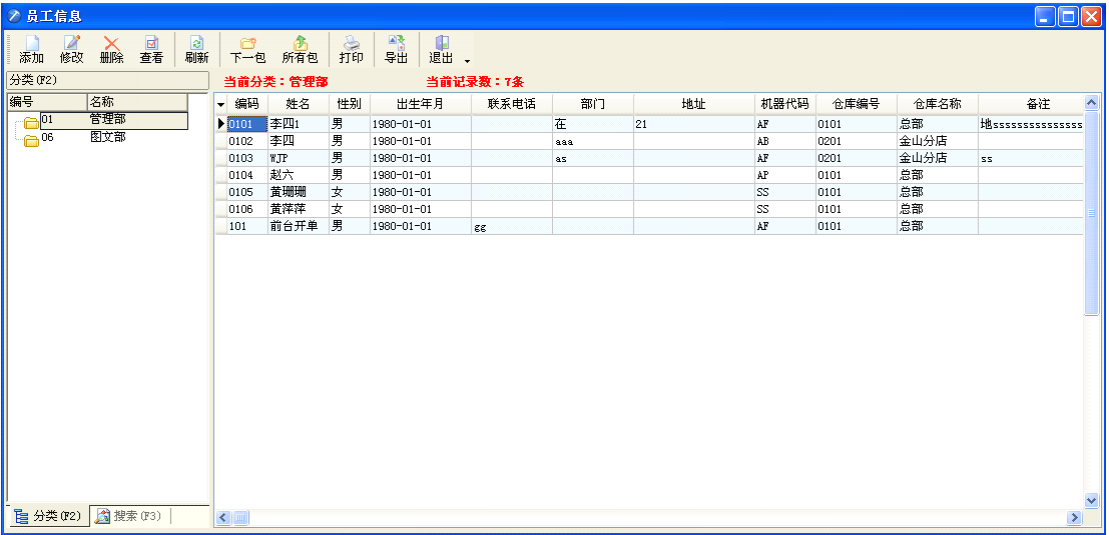 员工信息
添加 修改 删除 查看 刷新 下一包 所有包 打印 导出 退出
分类(F2) 当前分类：管理部 当前记录数：7条
编号 名称 编码 姓名 性别 出生年月 联系电话 部门 地址 机器代码 仓库编号 仓库名称 备注
01 管理部 0101 李四1 男 1980-01-01 在 21 AF 0101 总部 地sssssssssssssss
06 图文部 0102 李四 男 1980-01-01 aaa AB 0201 金山分店
0103 WJP 男 1980-01-01 as AF 0201 金山分店 ss
0104 赵六 男 1980-01-01 AP 0101 总部
0105 黄珊珊 女 1980-01-01 SS 0101 总部
0106 黄萍萍 女 1980-01-01 SS 0101 总部
101 前台开单 男 1980-01-01 gg AF 0101 总部
分类(F2) 搜索(F3)